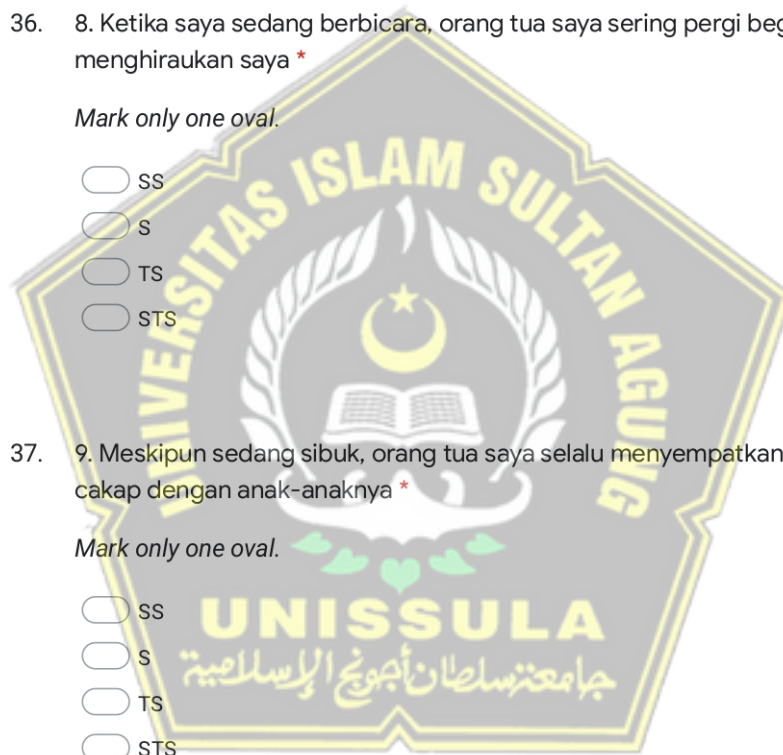 36. 8. Ketika saya sedang berbicara, orang tua saya sering pergi
menghiraukan saya *
Mark only one oval.
SS
S
TS
STS
UNIVERSITAS ISLAM SULTAN AGUNG
37. 9. Meskipun sedang sibuk, orang tua saya selalu menyempatkan
cakap dengan anak-anaknya *
Mark only one oval.
SS
S
TS
STS
UNISSULA
جامعة سلطان أجونج الإسلامية